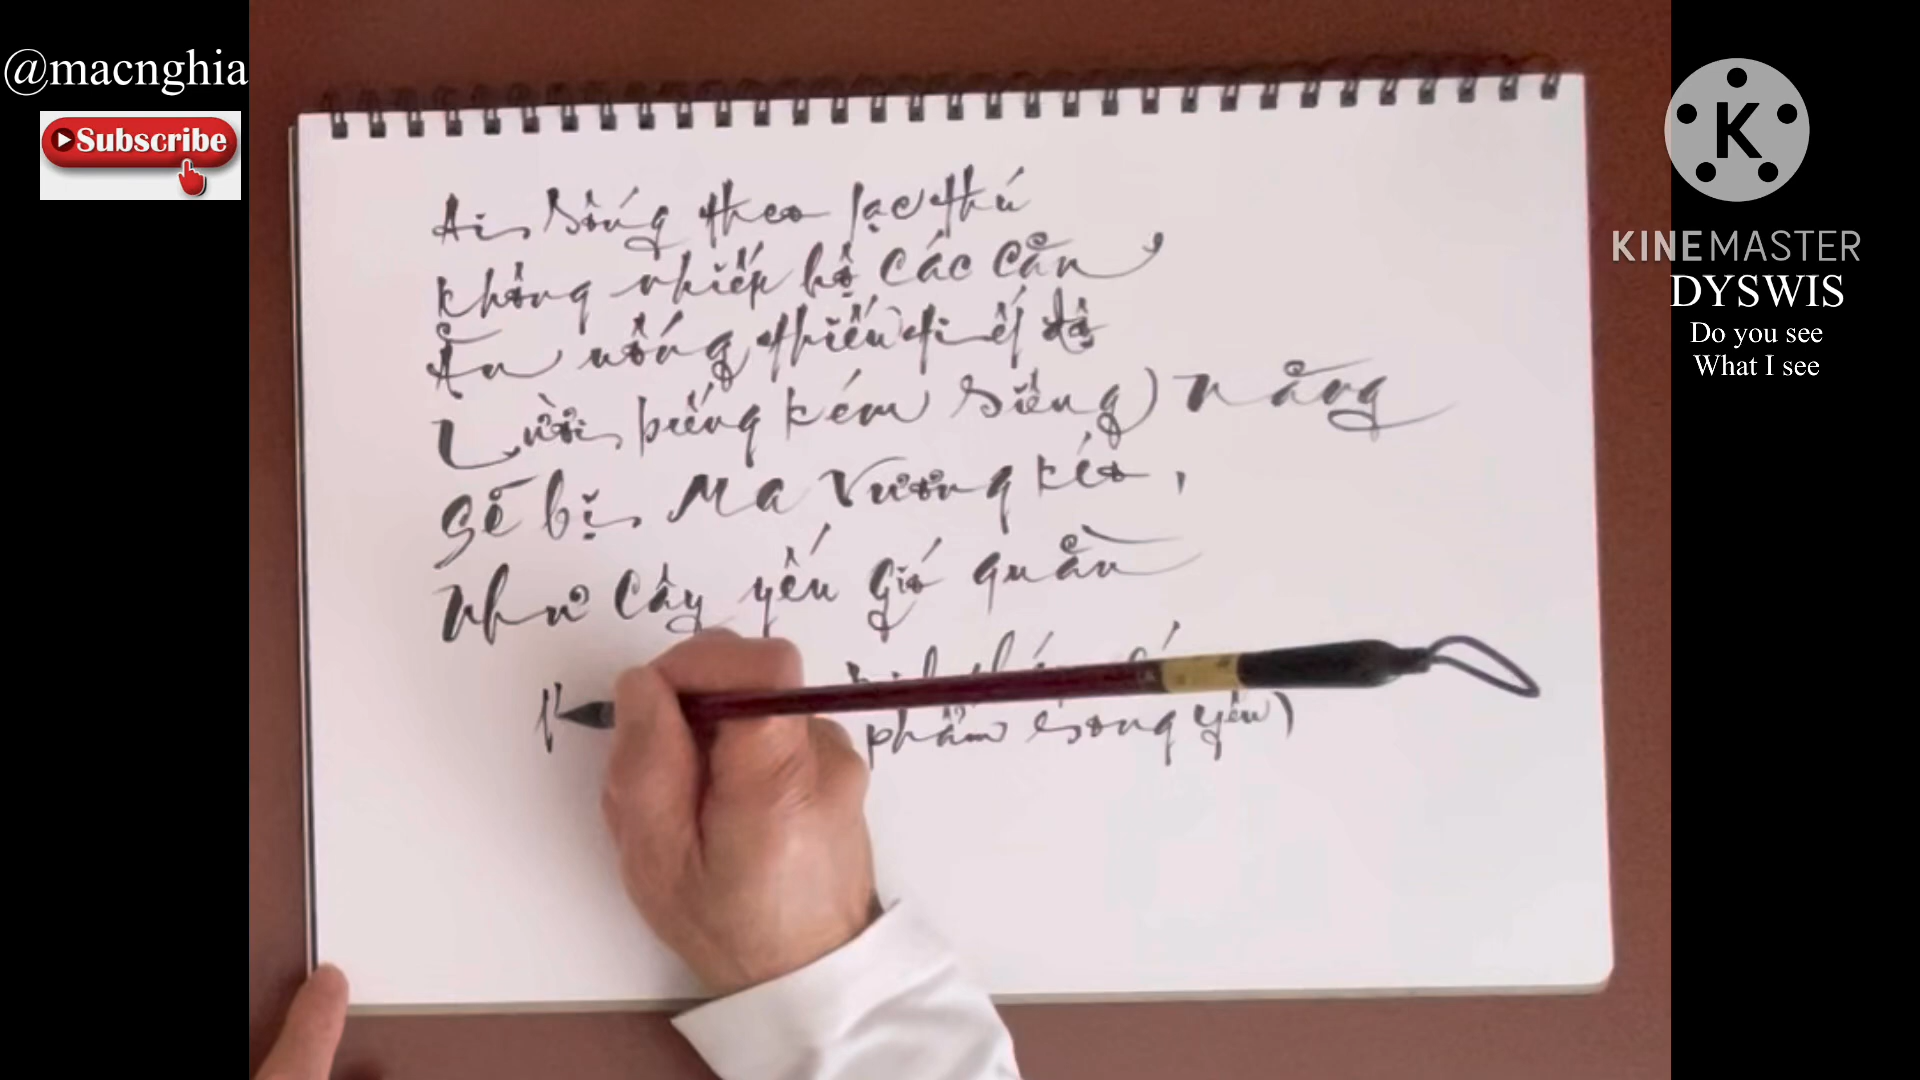 @macnghia
Subscribe
Ai sống theo lạc thú
không nhiếp hộ các căn
Ăn uống thiếu tiết độ
Lười biếng kém siêng năng
Sẽ bị Ma Vương kéo,
Như cây yếu gió quằn
phẩm song yếu)
K
KINEMASTER
DYSWIS
Do you see
What I see